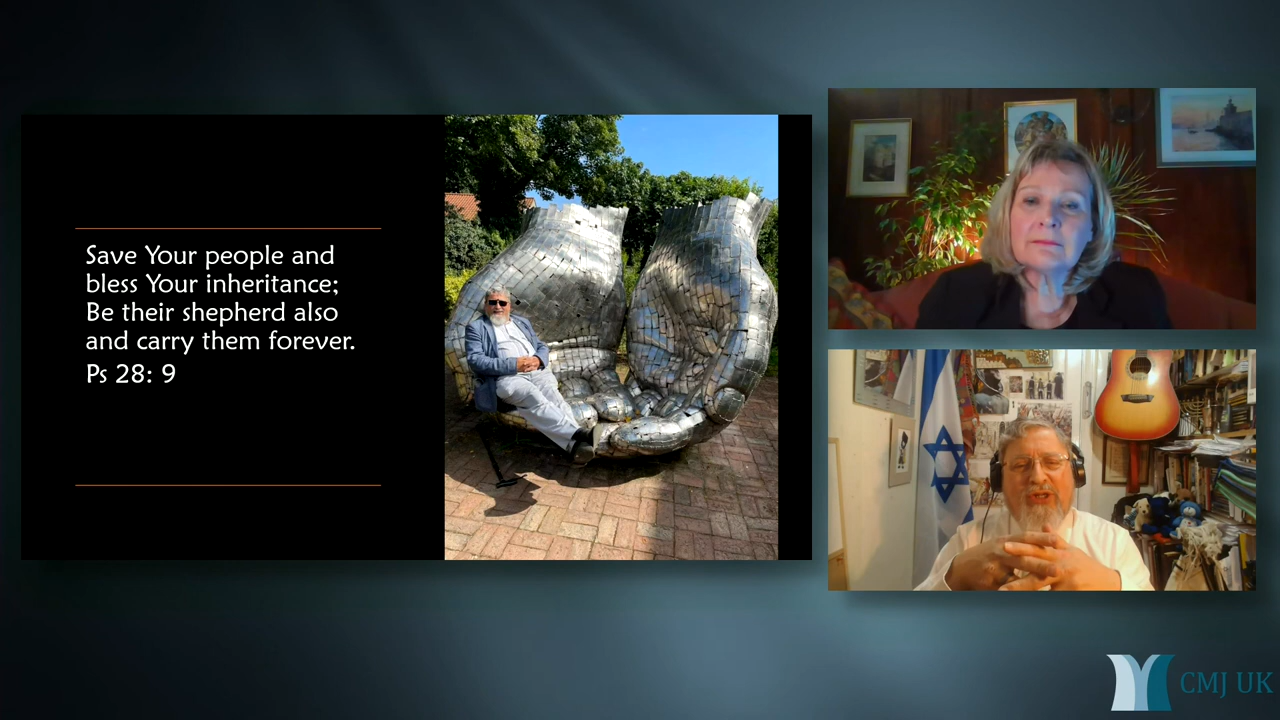 Save Your people and
bless Your inheritance;
Be their shepherd also
and carry them forever.
Ps 28: 9
CMJ UK